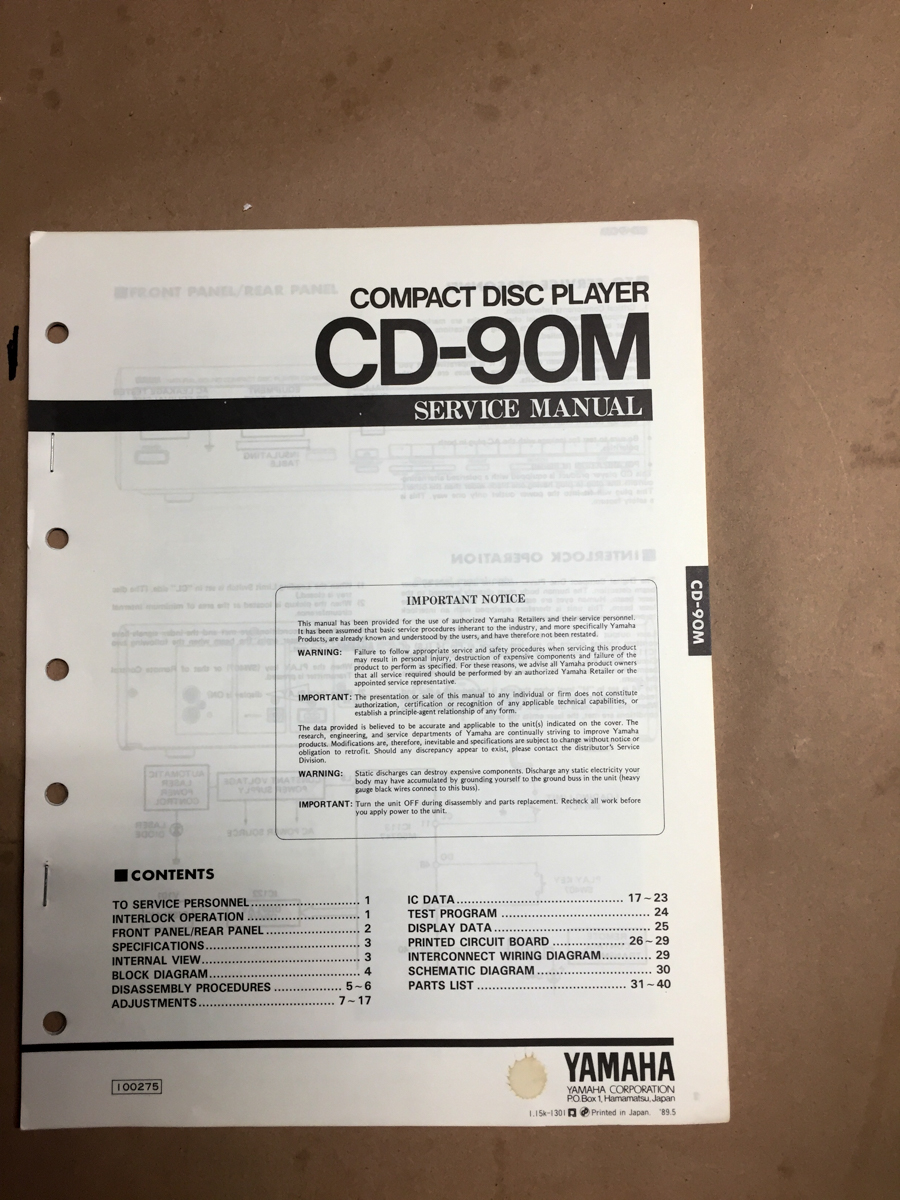 COMPACT DISC PLAYER
CD-90M
SERVICE MANUAL
CD-90M
IMPORTANT NOTICE
This manual has been provided for the use of authorized Yamaha Retailers and their service personnel.
It has been assumed that basic service procedures inherant to the industry, and more specifically Yamaha
Products, are already known and understood by the users, and have therefore not been restated.
WARNING: Failure to follow appropriate service and safety procedures when servicing this product
may result in personal injury, destruction of expensive components and failure of the
product to perform as specified. For these reasons, we advise all Yamaha product owners
that all service required should be performed by an authorized Yamaha Retailer or the
appointed service representative.
IMPORTANT: The presentation or sale of this manual to any individual or firm does not constitute
authorization, certification or recognition of any applicable technical capabilities, or
establish a principle-agent relationship of any form.
The data provided is believed to be accurate and applicable to the unit(s) indicated on the cover. The
research, engineering, and service departments of Yamaha are continually striving to improve Yamaha
products. Modifications are, therefore, inevitable and specifications are subject to change without notice or
obligation to retrofit. Should any discrepancy appear to exist, please contact the distributor's Service
Division.
WARNING: Static discharges can destroy expensive components. Discharge any static electricity your
body may have accumulated by grounding yourself to the ground buss in the unit (heavy
gauge black wires connect to this buss).
IMPORTANT: Turn the unit OFF during disassembly and parts replacement. Recheck all work before
you apply power to the unit.
■CONTENTS
TO SERVICE PERSONNEL.............................. 1
INTERLOCK OPERATION .............................. 1
FRONT PANEL/REAR PANEL .......................... 2
SPECIFICATIONS...................................... 3
INTERNAL VIEW....................................... 3
BLOCK DIAGRAM...................................... 4
DISASSEMBLY PROCEDURES ................. 5~6
ADJUSTMENTS.................................. 7~17
IC DATA......................................... 17~23
TEST PROGRAM ..................................... 24
DISPLAY DATA........................................ 25
PRINTED CIRCUIT BOARD .................. 26~29
INTERCONNECT WIRING DIAGRAM............ 29
SCHEMATIC DIAGRAM............................ 30
PARTS LIST ..................................... 31~40
100275
YAMAHA
YAMAHA CORPORATION
P.O.Box 1, Hamamatsu, Japan
1.15k-1301 Printed in Japan. '89.5